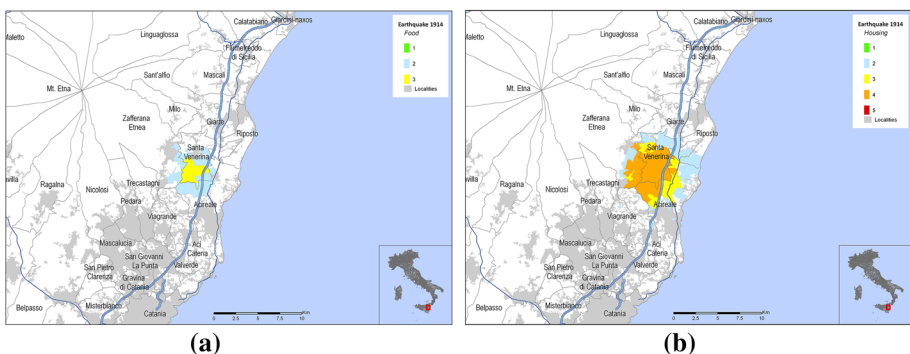 Earthquake 1914
Food
1
2
3
Localities
Calatabiano
Giardini-naxos
Maletto
Linguaglossa
Fiumefreddo
di Sicilia
Sant'alfio
Mascali
Mt. Etna
Milo
Zafferana
Etnea
Giarre
Riposto
Santa
Venerina
Ragalna
Nicolosi
Trecastagni
Pedara
Acireale
Viagrande
Mascalucia
Aci
Catena
San Giovanni
La Punta
Valverde
San Pietro
Clarenza
Gravina
di Catania
Belpasso
Misterbianco
Catania
0 2.5 5 7.5 10
Km
(a)
Earthquake 1914
Housing
1
2
3
4
5
Localities
Calatabiano
Giardini-naxos
Maletto
Linguaglossa
Fiumefreddo
di Sicilia
Sant'alfio
Mascali
Mt. Etna
Milo
Zafferana
Etnea
Giarre
Riposto
Santa
Venerina
Ragalna
Nicolosi
Trecastagni
Pedara
Acireale
Viagrande
Mascalucia
Aci
Catena
San Giovanni
La Punta
Valverde
San Pietro
Clarenza
Gravina
di Catania
Belpasso
Misterbianco
Catania
0 2.5 5 7.5 10
Km
(b)